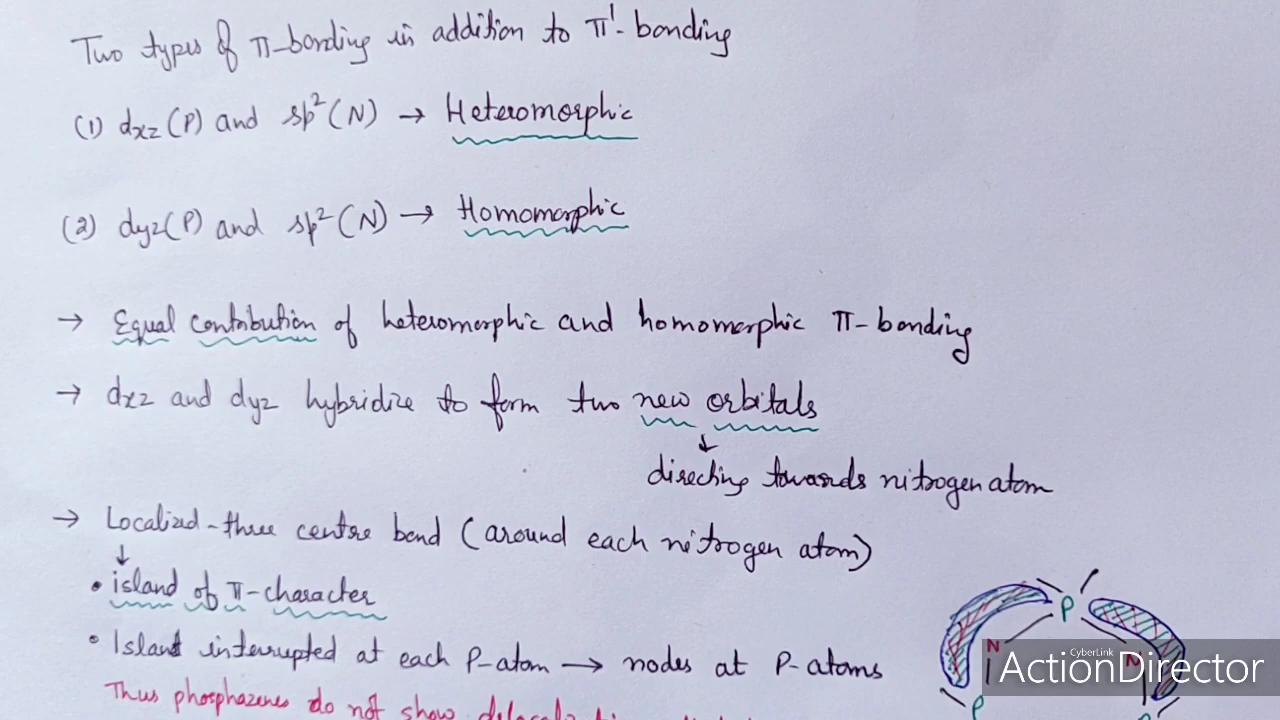 Two types of π-bonding in addition to π'-bonding
(1) dxz (P) and sp²(N) → Heteromorphic
(2) dyz(P) and sp²(N) → Homomorphic
→ Equal contribution of heteromorphic and homomorphic π-bonding
→ dxz and dyz hybridize to form two new orbitals
↓
directing towards nitrogen atom
→ Localized-three centre bond (around each nitrogen atom)
↓
• island of π-character
• Island interrupted at each P-atom → nodes at P-atoms
Thus phosphazenes do not show
P
N
N
P
CyberLink
ActionDirector